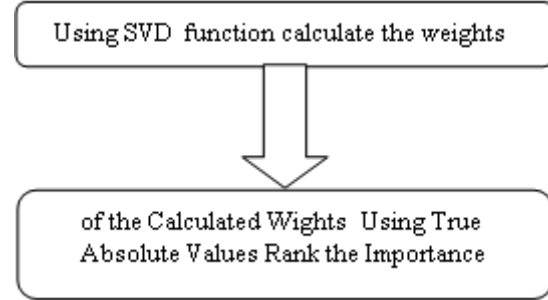 Using SVD function calculate the weights
of the Calculated Wights Using True
Absolute Values Rank the Importance